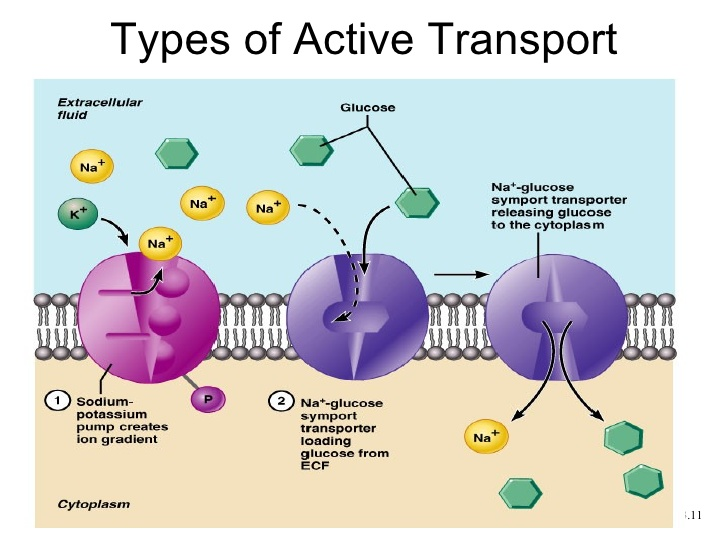 Types of Active Transport
Extracellular
fluid
Glucose
Na+
K+
Na+
Na+
Na+
Na+-glucose
symport transporter
releasing glucose
to the cytoplasm
1
Sodium-
potassium
pump creates
ion gradient
P
2
Na+-glucose
symport
transporter
loading
glucose from
ECF
Na+
Cytoplasm
.11